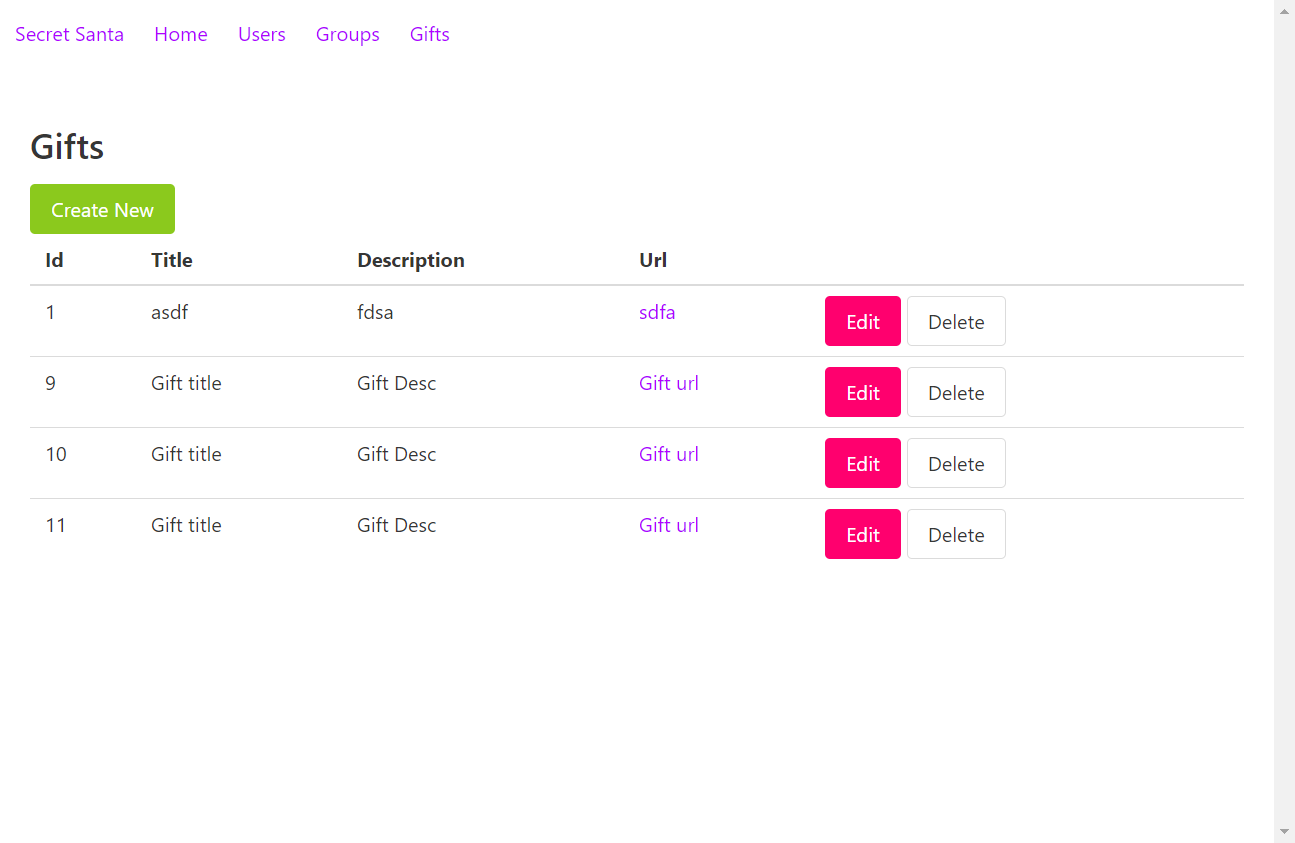 Secret Santa Home Users Groups Gifts
Gifts
Create New
Id Title Description Url
1 asdf fdsa sdfa Edit Delete
9 Gift title Gift Desc Gift url Edit Delete
10 Gift title Gift Desc Gift url Edit Delete
11 Gift title Gift Desc Gift url Edit Delete